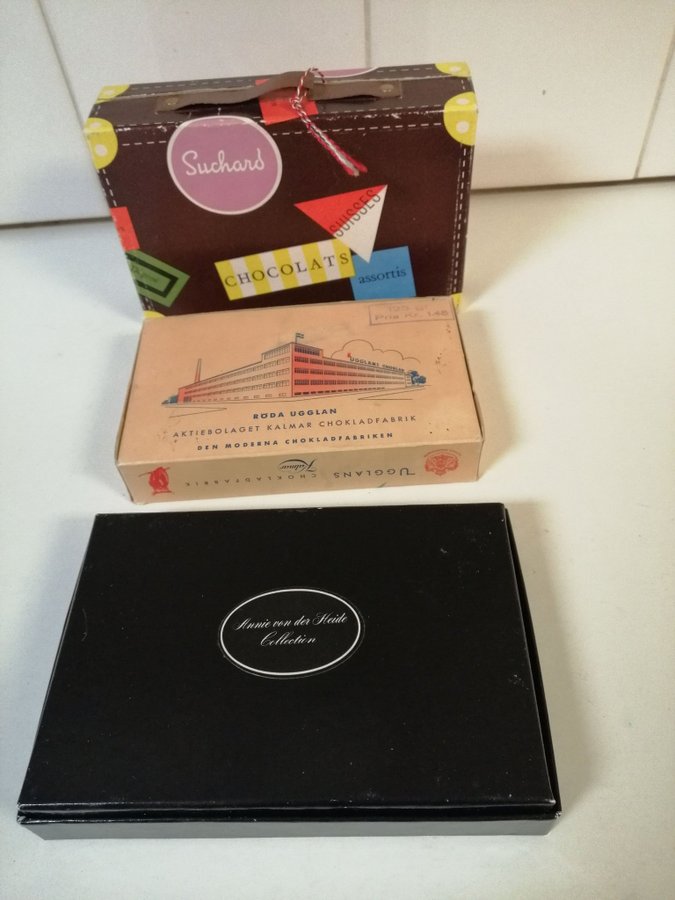 Suchard
SUISSES
CHOCOLATS
assortis
Pris Kr. 1.48
UGGLANS CHOKLAD
RÖDA UGGLAN
AKTIEBOLAGET KALMAR CHOKLADFABRIK
DEN MODERNA CHOKLADFABRIKEN
UGGLANS
CHOKLADFABRIK
Kalmar
Annie von der Heide
Collection